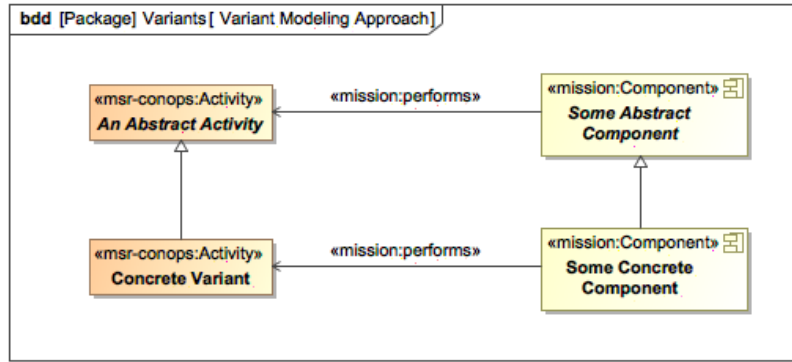 bdd [Package] Variants[ Variant Modeling Approach]
«msr-conops:Activity»
An Abstract Activity
«mission:performs»
«mission:Component»
Some Abstract
Component
«msr-conops:Activity»
Concrete Variant
«mission:performs»
«mission:Component»
Some Concrete
Component